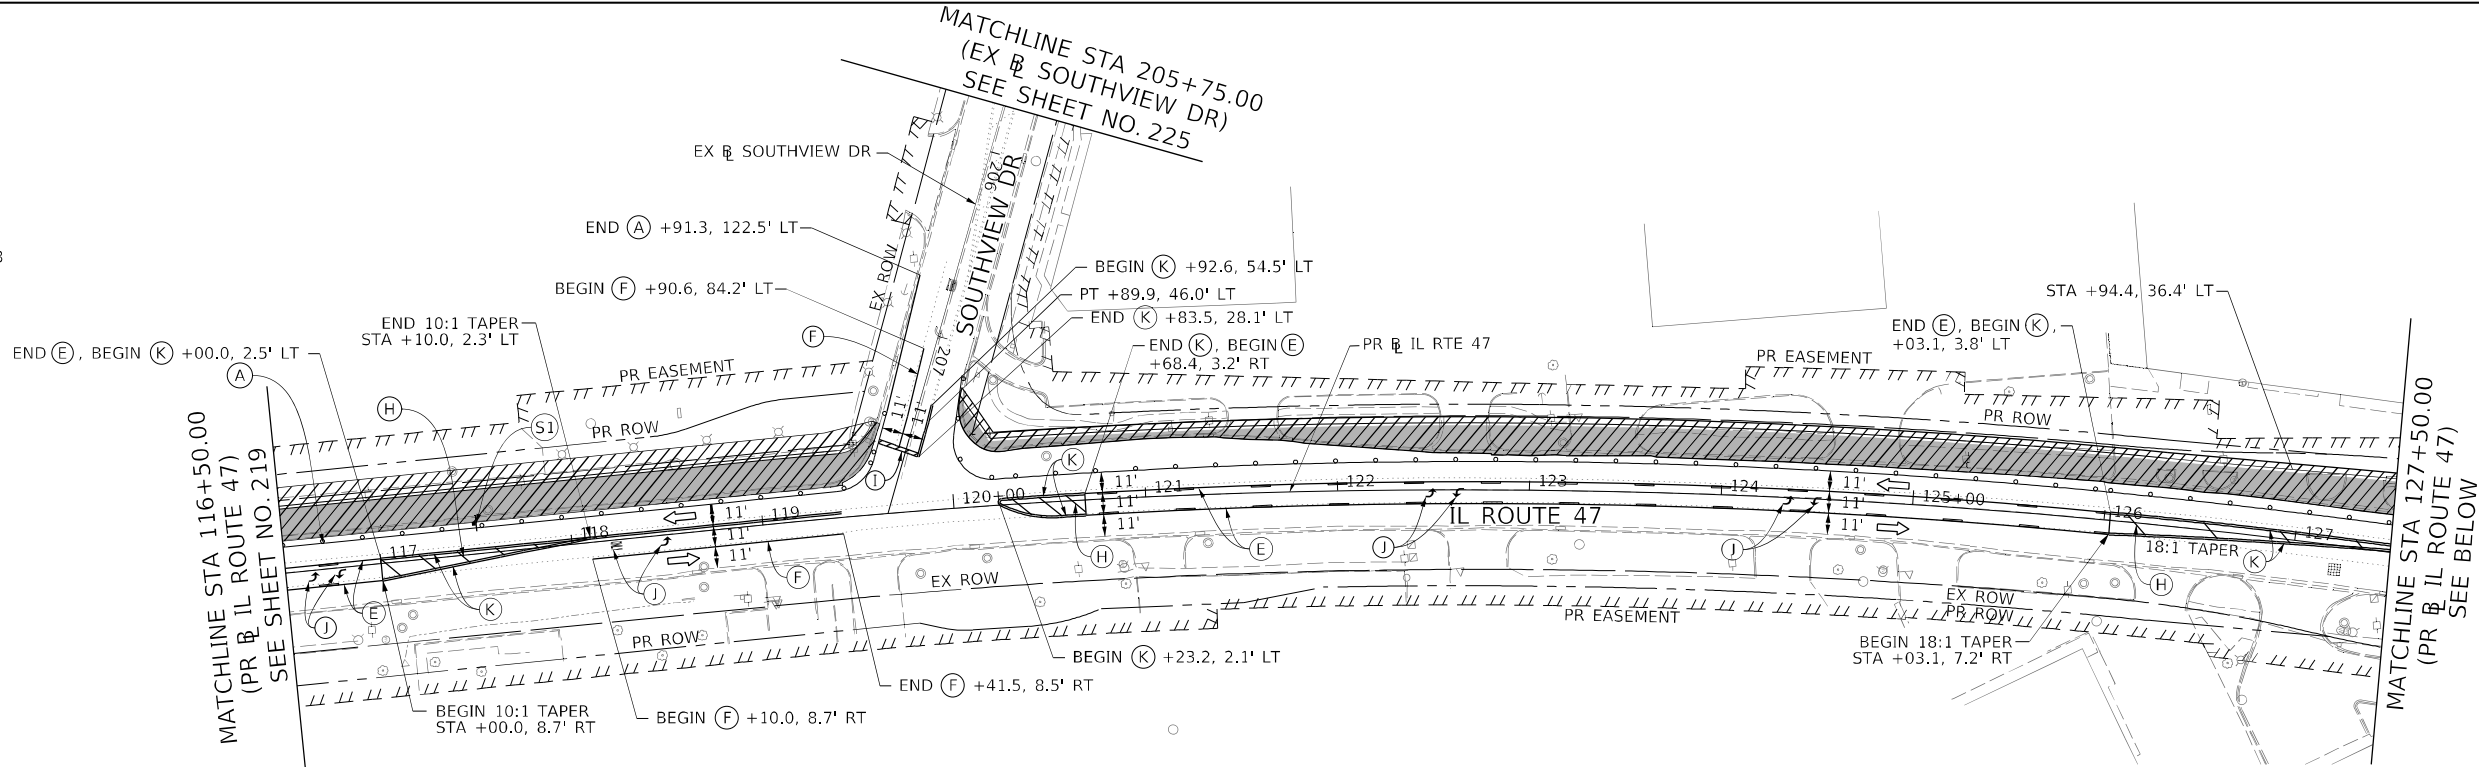 MATCHLINE STA 205+75.00
(EX BL SOUTHVIEW DR)
SEE SHEET NO. 225
EX BL SOUTHVIEW DR
206
SOUTHVIEW DR
207
END A +91.3, 122.5' LT
EX ROW
BEGIN F +90.6, 84.2' LT
F
BEGIN K +92.6, 54.5' LT
PT +89.9, 46.0' LT
END K +83.5, 28.1' LT
END K, BEGIN E
+68.4, 3.2' RT
PR BL IL RTE 47
STA +94.4, 36.4' LT
END E, BEGIN K,
+03.1, 3.8' LT
END 10:1 TAPER
STA +10.0, 2.3' LT
END E, BEGIN K +00.0, 2.5' LT
A
H
S1
PR EASEMENT
PR ROW
11'
11'
I
PR EASEMENT
PR ROW
MATCHLINE STA 116+50.00
(PR BL IL ROUTE 47)
SEE SHEET NO. 219
117
118
119
120+00
121
122
123
124
125+00
126
127
11'
11'
11'
K
11'
11'
11'
11'
11'
11'
IL ROUTE 47
18:1 TAPER
J
E
K
J
F
H
E
J
J
H
K
EX ROW
PR ROW
EX ROW
PR ROW
PR EASEMENT
BEGIN 10:1 TAPER
STA +00.0, 8.7' RT
BEGIN F +10.0, 8.7' RT
END F +41.5, 8.5' RT
BEGIN K +23.2, 2.1' LT
BEGIN 18:1 TAPER
STA +03.1, 7.2' RT
MATCHLINE STA 127+50.00
(PR BL IL ROUTE 47)
SEE BELOW